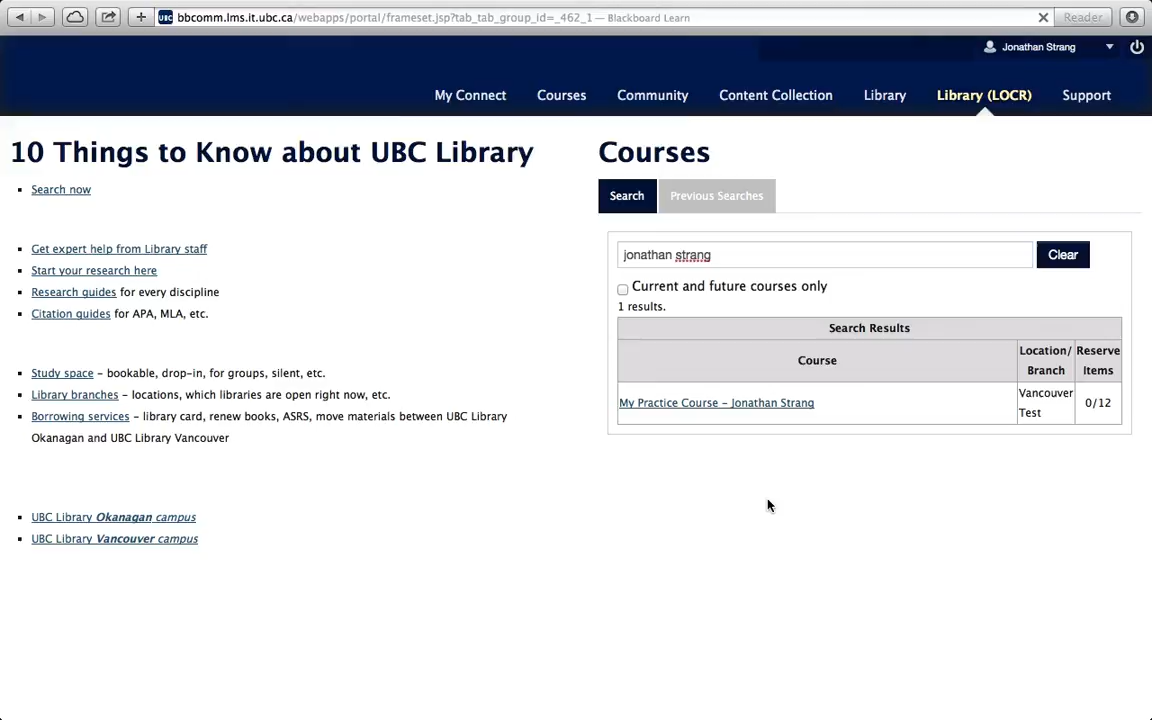 UBC bbcomm.lms.it.ubc.ca/webapps/portal/frameset.jsp?tab_tab_group_id=_462_1 — Blackboard Learn
Reader
Jonathan Strang
My Connect Courses Community Content Collection Library Library (LOCR) Support
10 Things to Know about UBC Library
Search now
Get expert help from Library staff
Start your research here
Research guides for every discipline
Citation guides for APA, MLA, etc.
Study space – bookable, drop-in, for groups, silent, etc.
Library branches – locations, which libraries are open right now, etc.
Borrowing services – library card, renew books, ASRS, move materials between UBC Library
Okanagan and UBC Library Vancouver
UBC Library Okanagan campus
UBC Library Vancouver campus
Courses
Search Previous Searches
jonathan strang Clear
Current and future courses only
1 results.
Search Results
Course Location/ Branch Reserve Items
My Practice Course – Jonathan Strang Vancouver Test 0/12